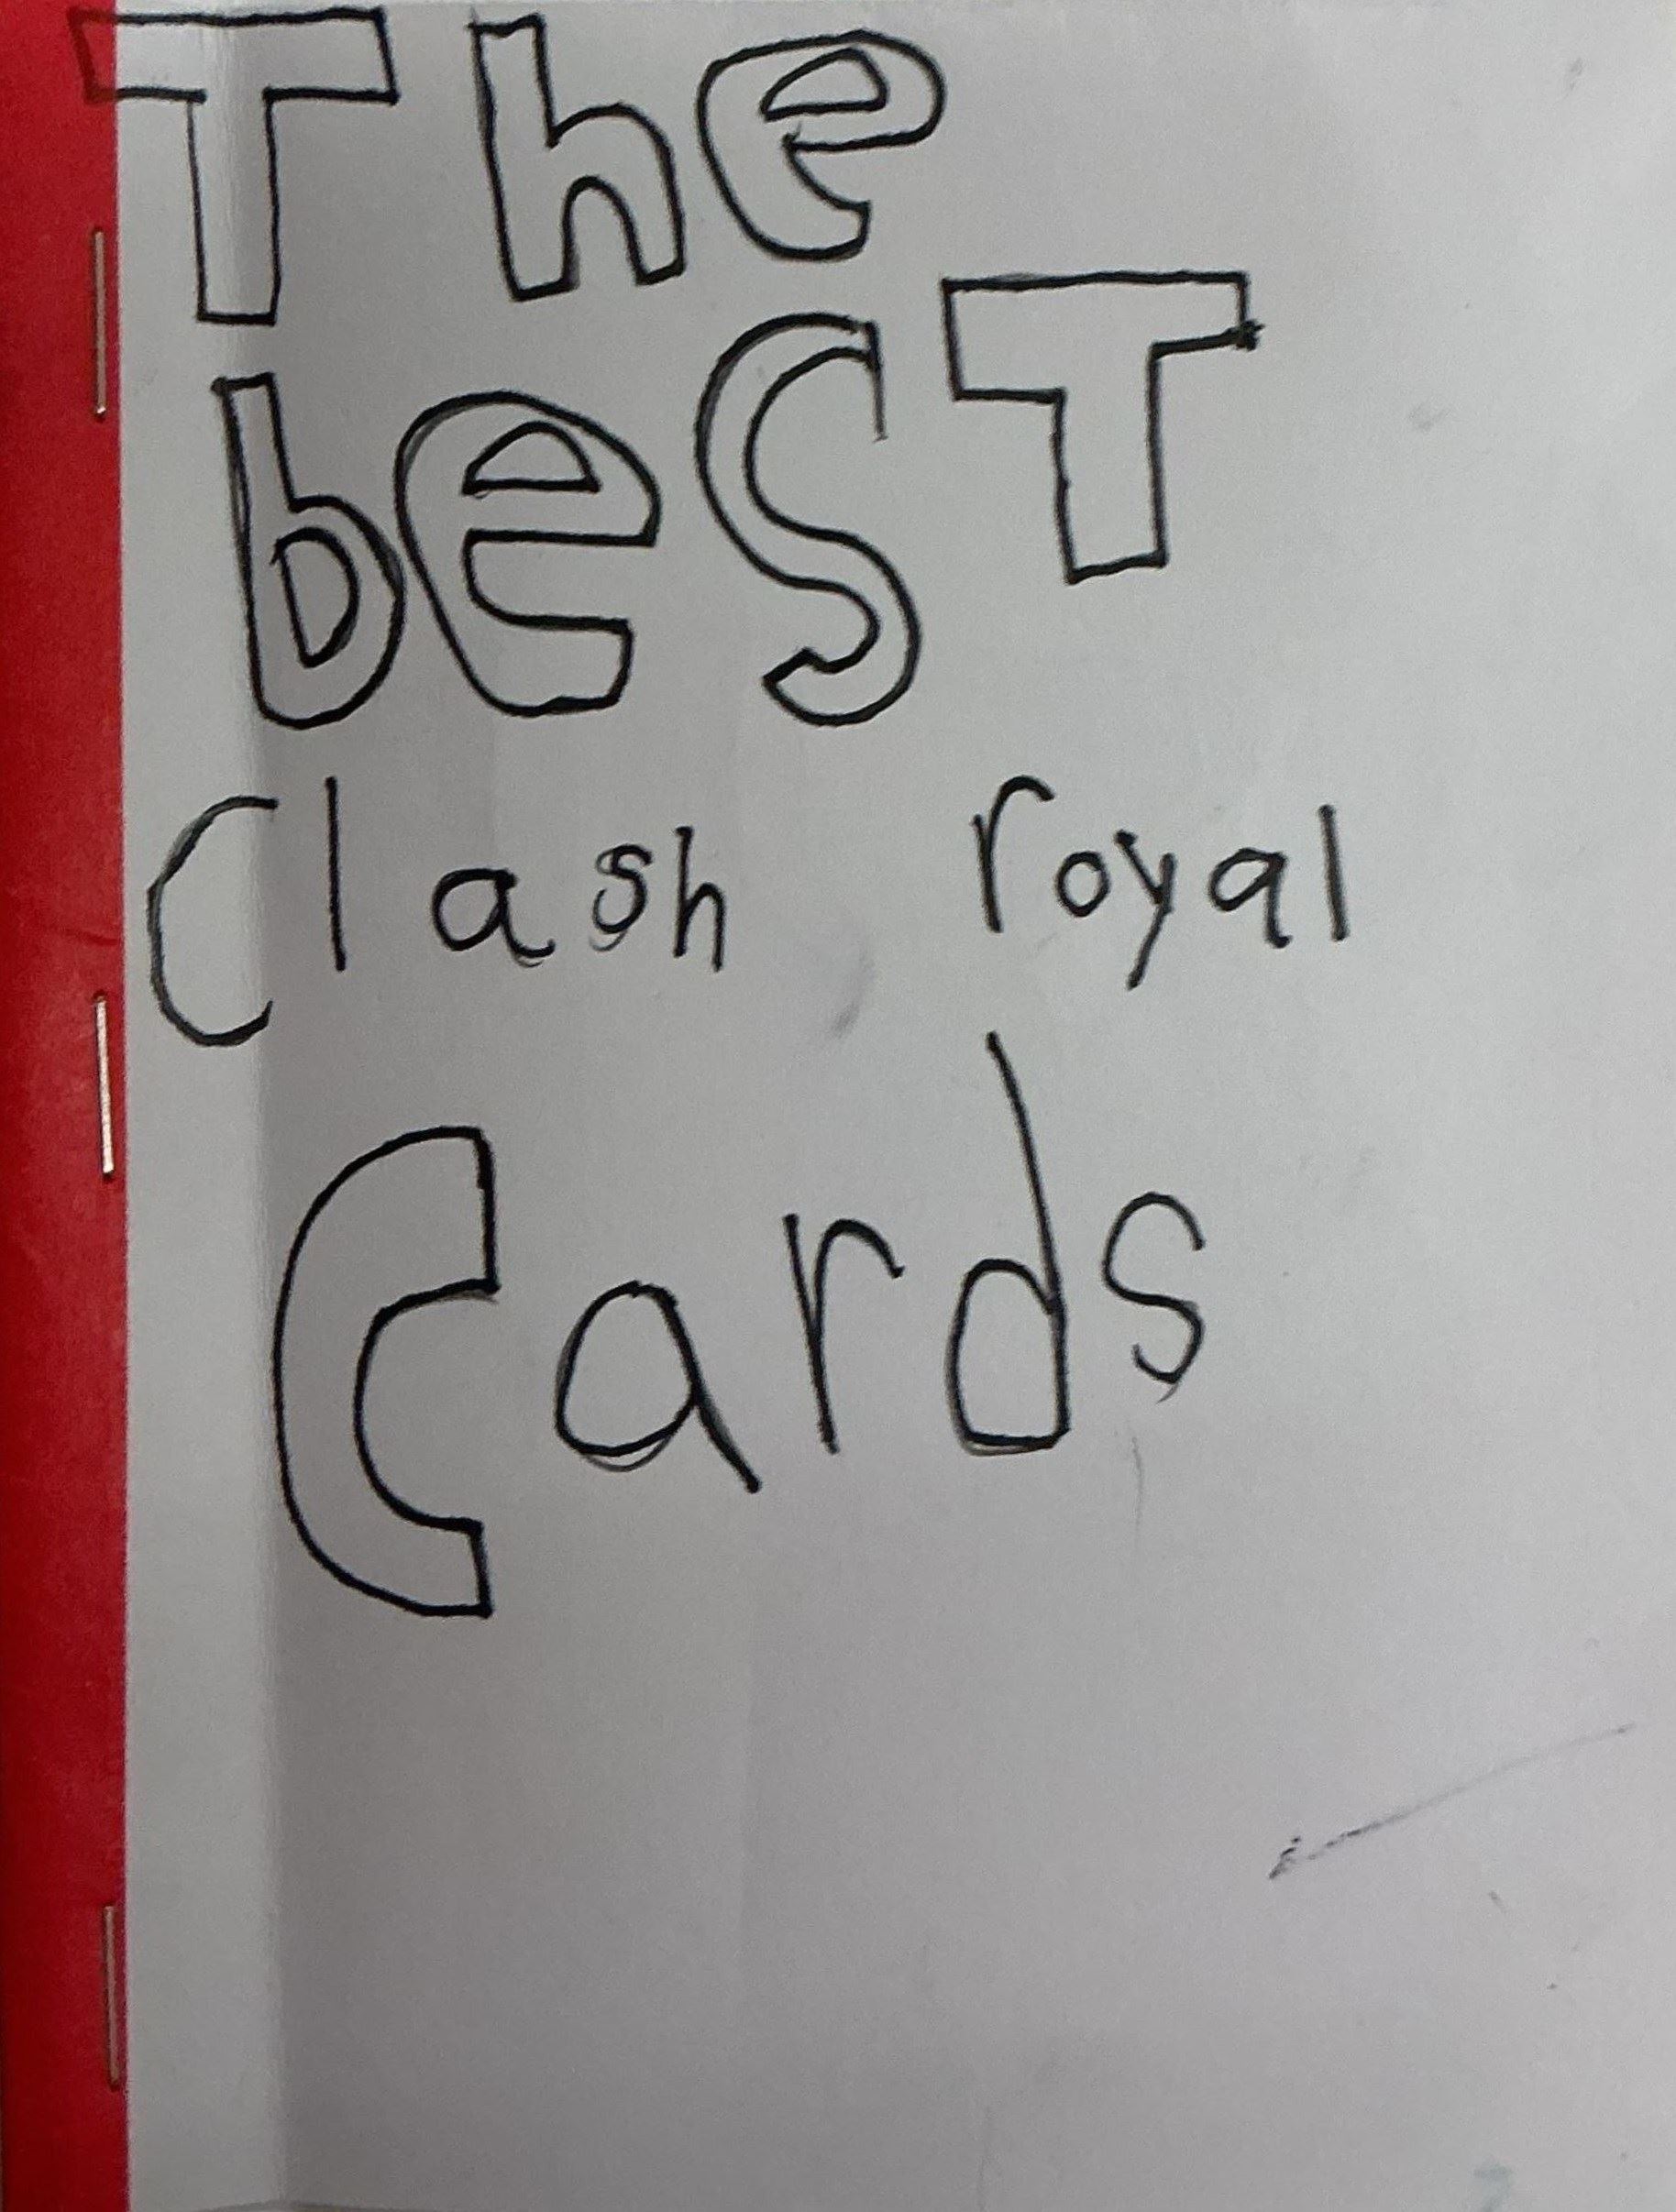 The
beST
Clash royal
Cards